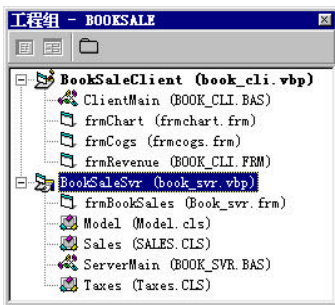 工程组 - BOOKSALE
BookSaleClient (book_cli.vbp)
ClientMain (BOOK_CLI.BAS)
frmChart (frmchart.frm)
frmCogs (frmcogs.frm)
frmRevenue (BOOK_CLI.FRM)
BookSaleSvr (book_svr.vbp)
frmBookSales (Book_svr.frm)
Model (Model.cls)
Sales (SALES.CLS)
ServerMain (BOOK_SVR.BAS)
Taxes (Taxes.CLS)